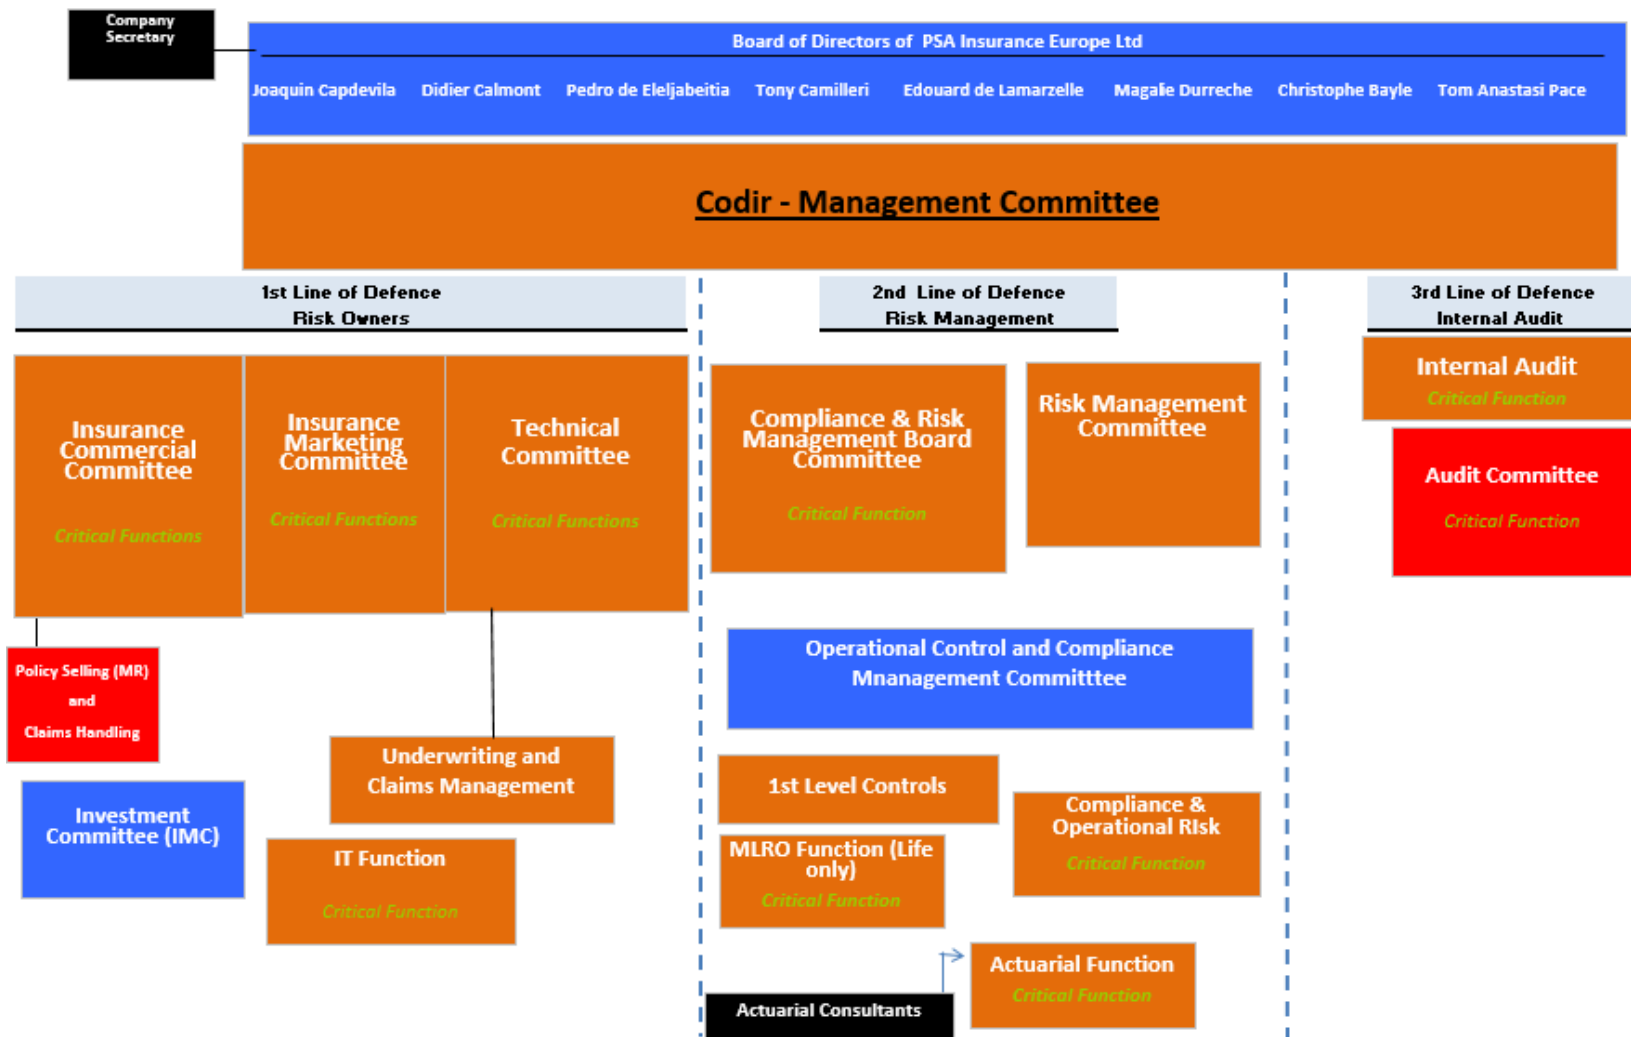 Company
Secretary
Board of Directors of PSA Insurance Europe Ltd
Joaquin Capdevila Didier Calmont Pedro de Eleljabeitia Tony Camilleri Edouard de Lamarzelle Magalie Durreche Christophe Bayle Tom Anastasi Pace
Codir - Management Committee
1st Line of Defence
Risk Owners
2nd Line of Defence
Risk Management
3rd Line of Defence
Internal Audit
Insurance
Commercial
Committee
Critical Functions
Insurance
Marketing
Committee
Critical Functions
Technical
Committee
Critical Functions
Policy Selling (MR)
and
Claims Handling
Underwriting and
Claims Management
Investment
Committee (IMC)
IT Function
Critical Function
Compliance & Risk
Management Board
Committee
Critical Function
Risk Management
Committee
Operational Control and Compliance
Mnanagement Committtee
1st Level Controls
Compliance &
Operational RIsk
Critical Function
MLRO Function (Life
only)
Critical Function
Actuarial Function
Critical Function
Actuarial Consultants
Internal Audit
Critical Function
Audit Committee
Critical Function